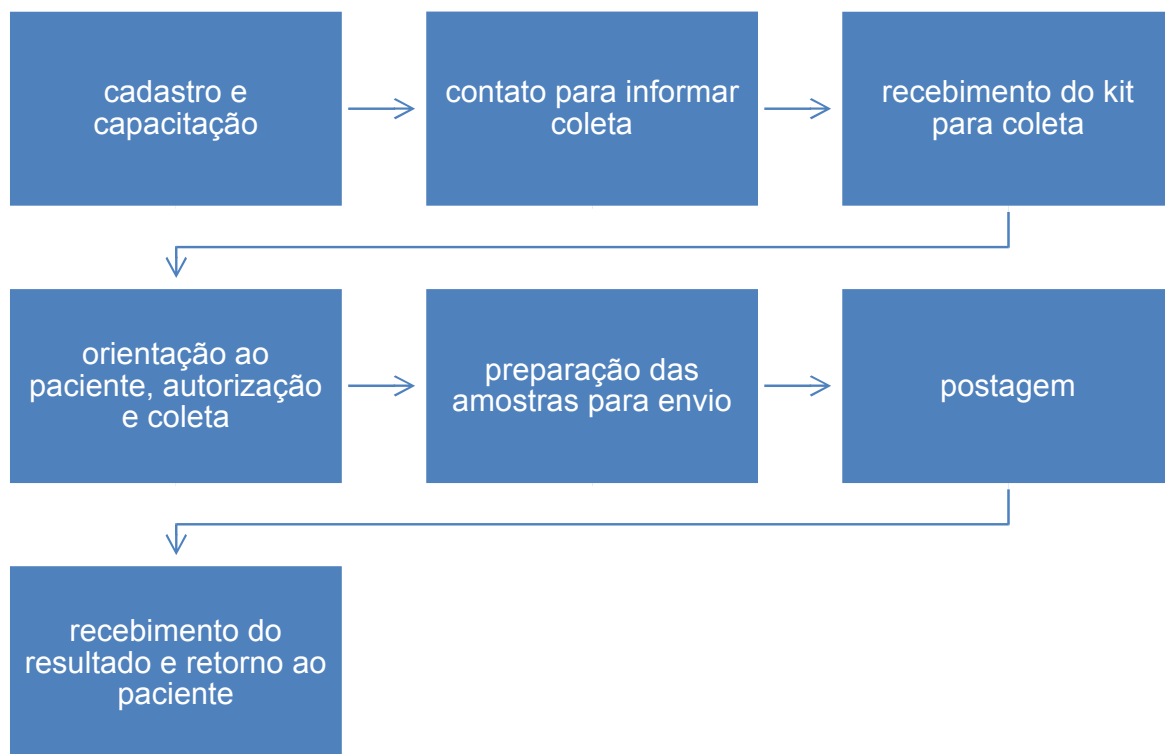 cadastro e
capacitação
contato para informar
coleta
recebimento do kit
para coleta
orientação ao
paciente, autorização
e coleta
preparação das
amostras para envio
postagem
recebimento do
resultado e retorno ao
paciente